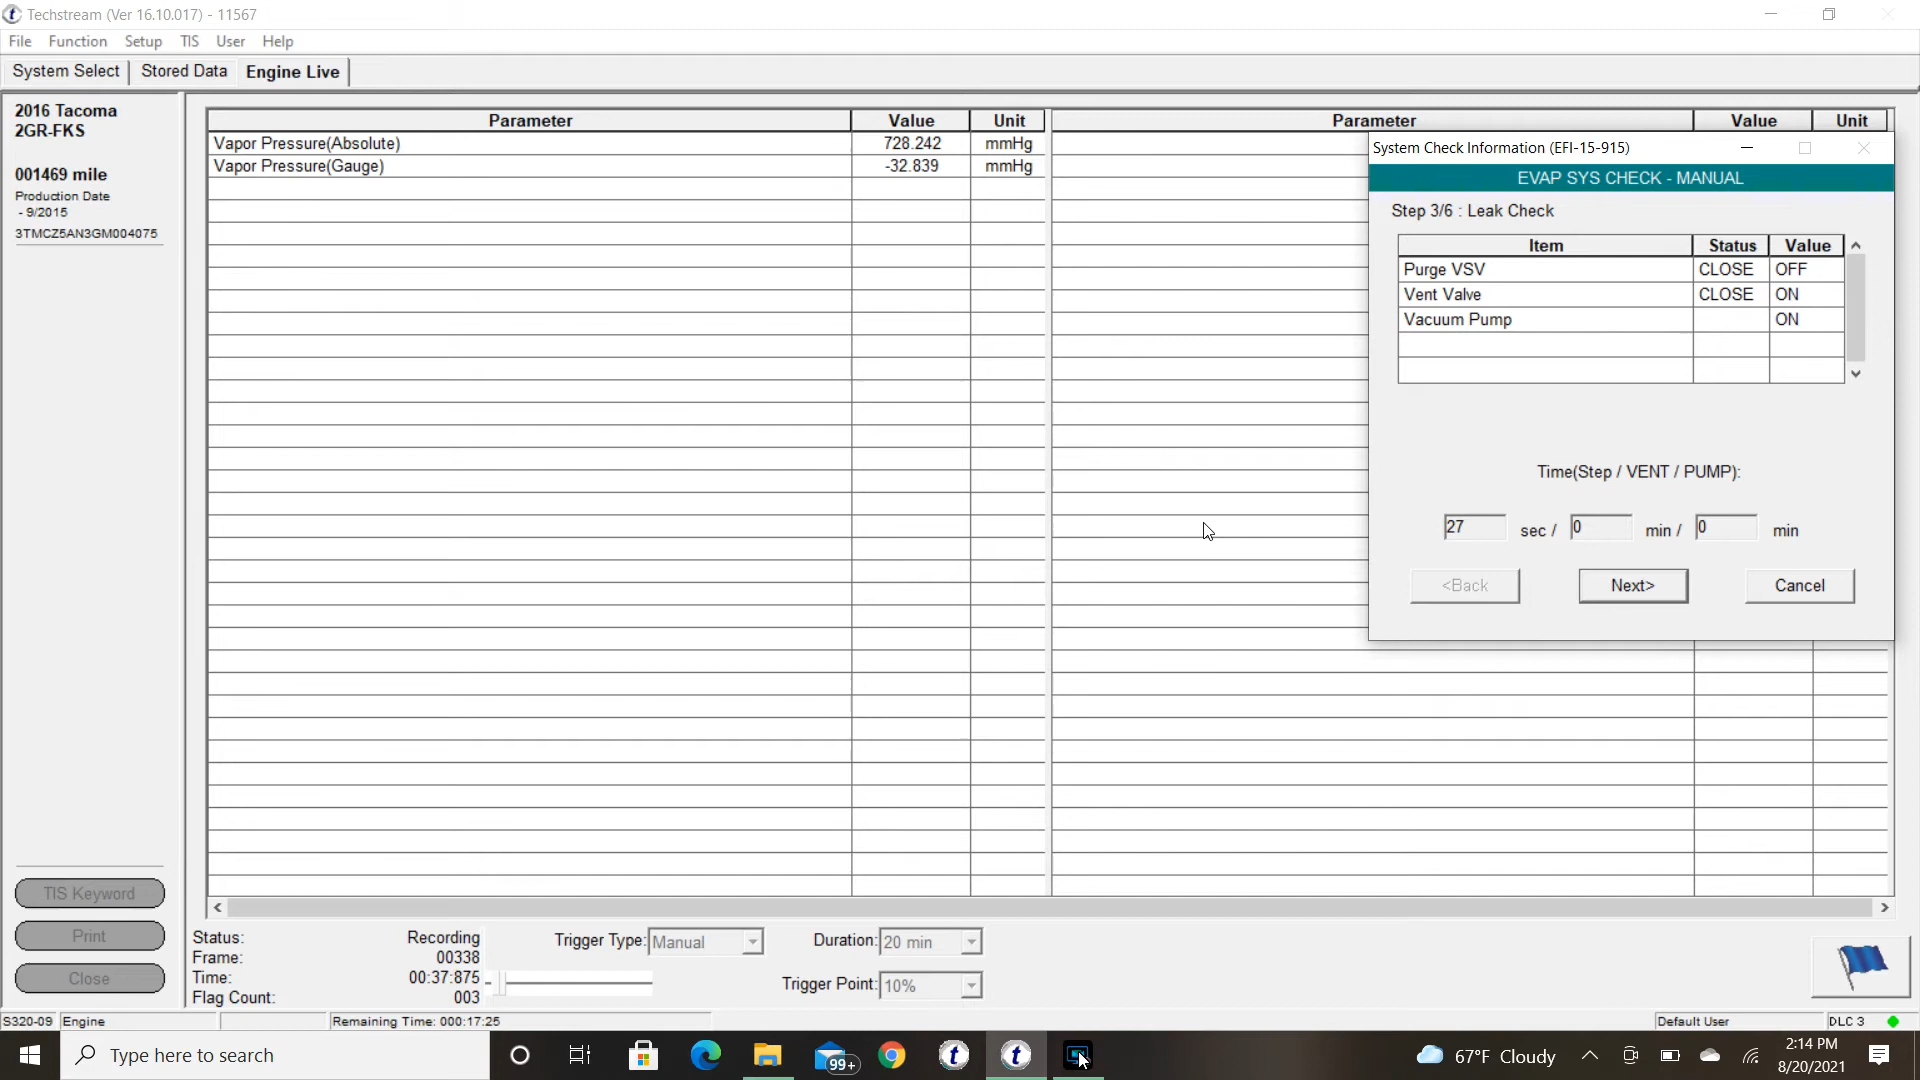 Techstream (Ver 16.10.017) - 11567
File Function Setup TIS User Help
System Select Stored Data Engine Live
2016 Tacoma
2GR-FKS
001469 mile
Production Date
- 9/2015
3TMCZ5AN3GM004075
Parameter Value Unit Parameter Value Unit
Vapor Pressure(Absolute) 728.242 mmHg
Vapor Pressure(Gauge) -32.839 mmHg
System Check Information (EFI-15-915)
EVAP SYS CHECK - MANUAL
Step 3/6 : Leak Check
Item Status Value
Purge VSV CLOSE OFF
Vent Valve CLOSE ON
Vacuum Pump ON
Time(Step / VENT / PUMP):
27 sec / 0 min / 0 min
<Back Next> Cancel
TIS Keyword
Print
Close
Status: Recording
Frame: 00338
Time: 00:37:875
Flag Count: 003
Trigger Type: Manual
Duration: 20 min
Trigger Point: 10%
S320-09 Engine Remaining Time: 000:17:25 Default User DLC 3
Type here to search
99+
67°F Cloudy
2:14 PM
8/20/2021